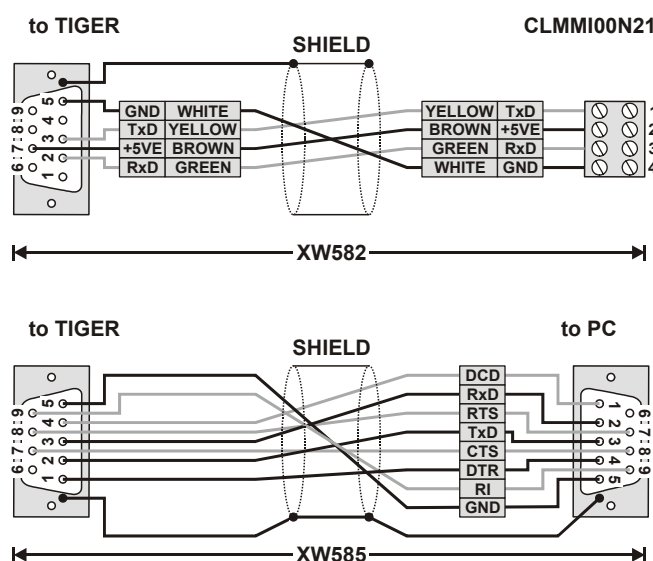 to TIGER CLMMI00N21
SHIELD
5
9 4
8 3
7 2
6 1
GND WHITE YELLOW TxD 1
TxD YELLOW BROWN +5VE 2
+5VE BROWN GREEN RxD 3
RxD GREEN WHITE GND 4
XW582
to TIGER to PC
SHIELD
5
9 4
8 3
7 2
6 1
DCD
RxD
RTS
TxD
CTS
DTR
RI
GND
1
2 6
3 7
4 8
5 9
XW585